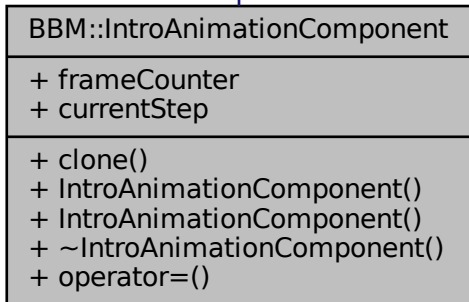 BBM::IntroAnimationComponent
+ frameCounter
+ currentStep
+ clone()
+ IntroAnimationComponent()
+ IntroAnimationComponent()
+ ~IntroAnimationComponent()
+ operator=()